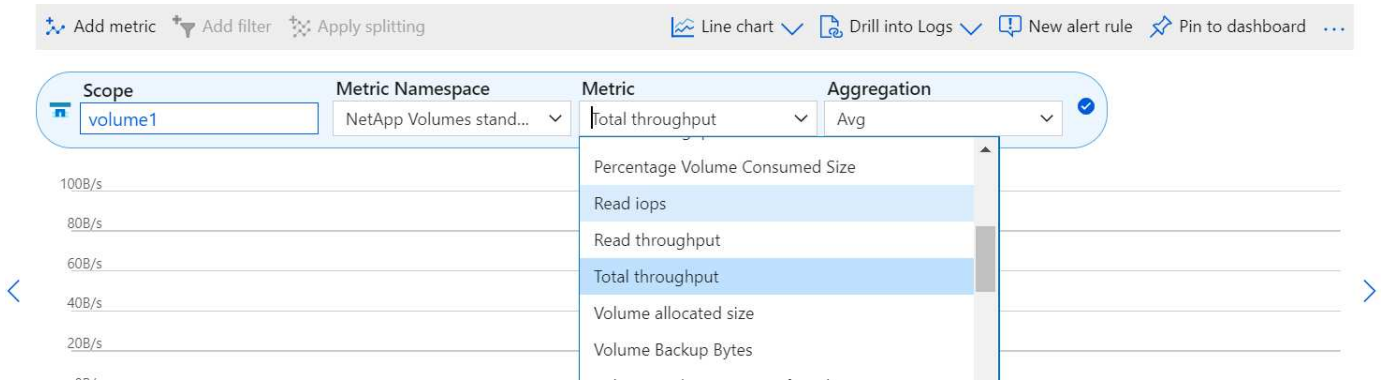 Add metric Add filter Apply splitting Line chart Drill into Logs New alert rule Pin to dashboard ...
Scope Metric Namespace Metric Aggregation
volume1 NetApp Volumes stand... Total throughput Avg
Percentage Volume Consumed Size
100B/s
Read iops
80B/s
Read throughput
60B/s
Total throughput
40B/s
Volume allocated size
20B/s
Volume Backup Bytes